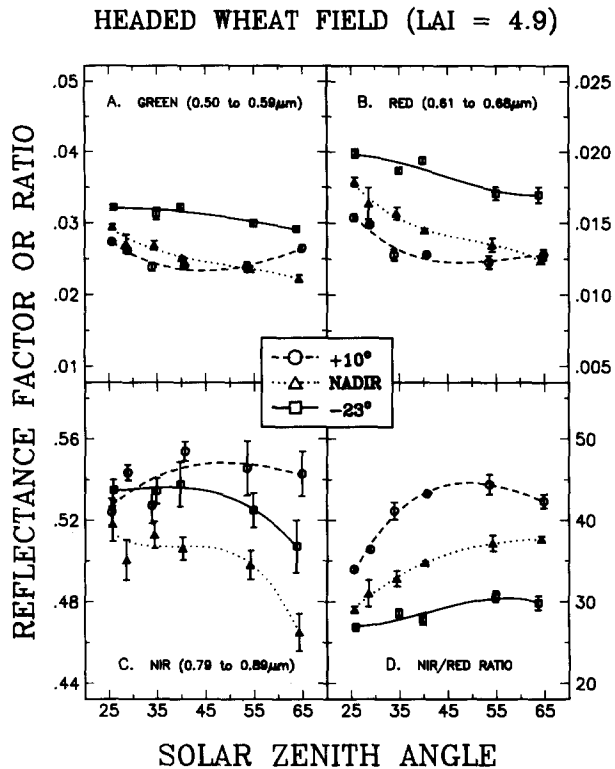 HEADED WHEAT FIELD (LAI = 4.9)
REFLECTANCE FACTOR OR RATIO
A. GREEN (0.50 to 0.59μm)
.05
.04
.03
.02
.01
B. RED (0.61 to 0.68μm)
.025
.020
.015
.010
.005
+10°
NADIR
-23°
.56
.52
.48
.44
C. NIR (0.79 to 0.89μm)
25 35 45 55 65
50
40
30
20
D. NIR/RED RATIO
25 35 45 55 65
SOLAR ZENITH ANGLE